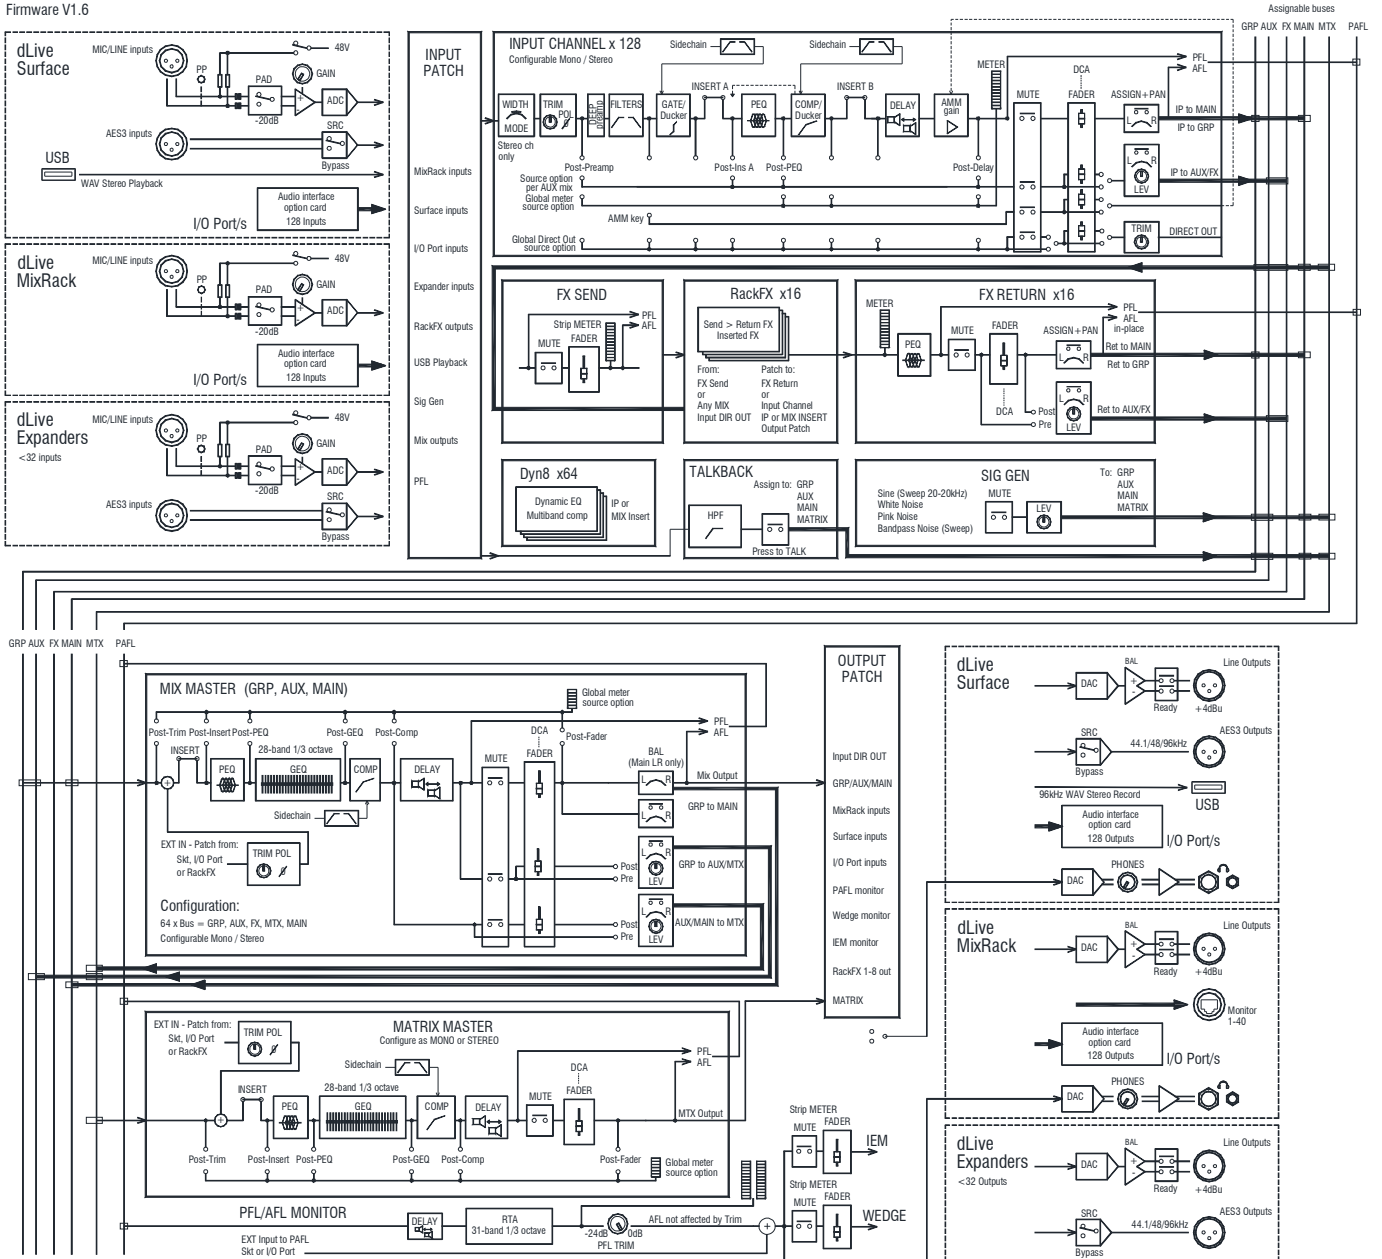 Firmware V1.6
Assignable buses
GRP AUX FX MAIN MTX PAFL
dLive
Surface
MIC/LINE inputs
PP
48V
GAIN
PAD
-20dB
ADC
AES3 inputs
SRC
Bypass
USB
WAV Stereo Playback
Audio interface
option card
128 Inputs
I/O Port/s
dLive
MixRack
MIC/LINE inputs
PP
48V
GAIN
PAD
-20dB
ADC
Audio interface
option card
128 Inputs
I/O Port/s
dLive
Expanders
<32 inputs
MIC/LINE inputs
PP
48V
GAIN
PAD
-20dB
ADC
AES3 inputs
SRC
Bypass
INPUT
PATCH
MixRack inputs
Surface inputs
I/O Port inputs
Expander inputs
RackFX outputs
USB Playback
Sig Gen
Mix outputs
PFL
INPUT CHANNEL x 128
Configurable Mono / Stereo
Sidechain
Sidechain
METER
PFL
AFL
DCA
WIDTH
MODE
Stereo ch
only
TRIM
POL
DEEP
preamp
FILTERS
GATE/
Ducker
INSERT A
PEQ
COMP/
Ducker
INSERT B
DELAY
AMM
gain
MUTE
FADER
ASSIGN+PAN
L R
IP to MAIN
IP to GRP
Post-Preamp
Post-Ins A
Post-PEQ
Post-Delay
Source option
per AUX mix
Global meter
source option
AMM key
Global Direct Out
source option
L R
LEV
IP to AUX/FX
TRIM
DIRECT OUT
FX SEND
PFL
AFL
Strip METER
MUTE
FADER
RackFX x16
Send > Return FX
Inserted FX
From:
FX Send
or
Any MIX
Input DIR OUT
Patch to:
FX Return
or
Input Channel
IP or MIX INSERT
Output Patch
FX RETURN x16
METER
PEQ
MUTE
FADER
DCA
PFL
AFL
in-place
ASSIGN+PAN
L R
Ret to MAIN
Ret to GRP
L R
LEV
Ret to AUX/FX
Post
Pre
Dyn8 x64
Dynamic EQ
Multiband comp
IP or
MIX Insert
TALKBACK
HPF
Assign to: GRP
AUX
MAIN
MATRIX
Press to TALK
SIG GEN
Sine (Sweep 20-20kHz)
White Noise
Pink Noise
Bandpass Noise (Sweep)
MUTE
LEV
To: GRP
AUX
MAIN
MATRIX
GRP AUX FX MAIN MTX PAFL
MIX MASTER (GRP, AUX, MAIN)
Global meter
source option
Post-Trim Post-Insert Post-PEQ Post-GEQ Post-Comp
Post-Fader
INSERT
PEQ
28-band 1/3 octave
GEQ
COMP
DELAY
Sidechain
MUTE
DCA
FADER
PFL
AFL
BAL
(Main LR only)
L R
Mix Output
L R
GRP to MAIN
L R
LEV
GRP to AUX/MTX
Post
Pre
L R
LEV
AUX/MAIN to MTX
Post
Pre
EXT IN - Patch from:
Skt, I/O Port
or RackFX
TRIM POL
Configuration:
64 x Bus = GRP, AUX, FX, MTX, MAIN
Configurable Mono / Stereo
MATRIX MASTER
Configure as MONO or STEREO
EXT IN - Patch from:
Skt, I/O Port
or RackFX
TRIM POL
Sidechain
INSERT
PEQ
28-band 1/3 octave
GEQ
COMP
DELAY
MUTE
DCA
FADER
PFL
AFL
MTX Output
Post-Trim
Post-Insert Post-PEQ
Post-GEQ
Post-Comp
Post-Fader
Global meter
source option
PFL/AFL MONITOR
DELAY
RTA
31-band 1/3 octave
-24dB 0dB
PFL TRIM
AFL not affected by Trim
EXT Input to PAFL
Skt or I/O Port
Strip METER
MUTE
FADER
IEM
Strip METER
MUTE
FADER
WEDGE
OUTPUT
PATCH
Input DIR OUT
GRP/AUX/MAIN
MixRack inputs
Surface inputs
I/O Port inputs
PAFL monitor
Wedge monitor
IEM monitor
RackFX 1-8 out
MATRIX
dLive
Surface
DAC
BAL
Ready
Line Outputs
+4dBu
SRC
Bypass
44.1/48/96kHz
AES3 Outputs
96kHz WAV Stereo Record
USB
Audio interface
option card
128 Outputs
I/O Port/s
PHONES
DAC
dLive
MixRack
DAC
BAL
Ready
Line Outputs
+4dBu
Monitor
1-40
Audio interface
option card
128 Outputs
I/O Port/s
PHONES
DAC
dLive
Expanders
<32 Outputs
DAC
BAL
Ready
Line Outputs
+4dBu
SRC
Bypass
44.1/48/96kHz
AES3 Outputs